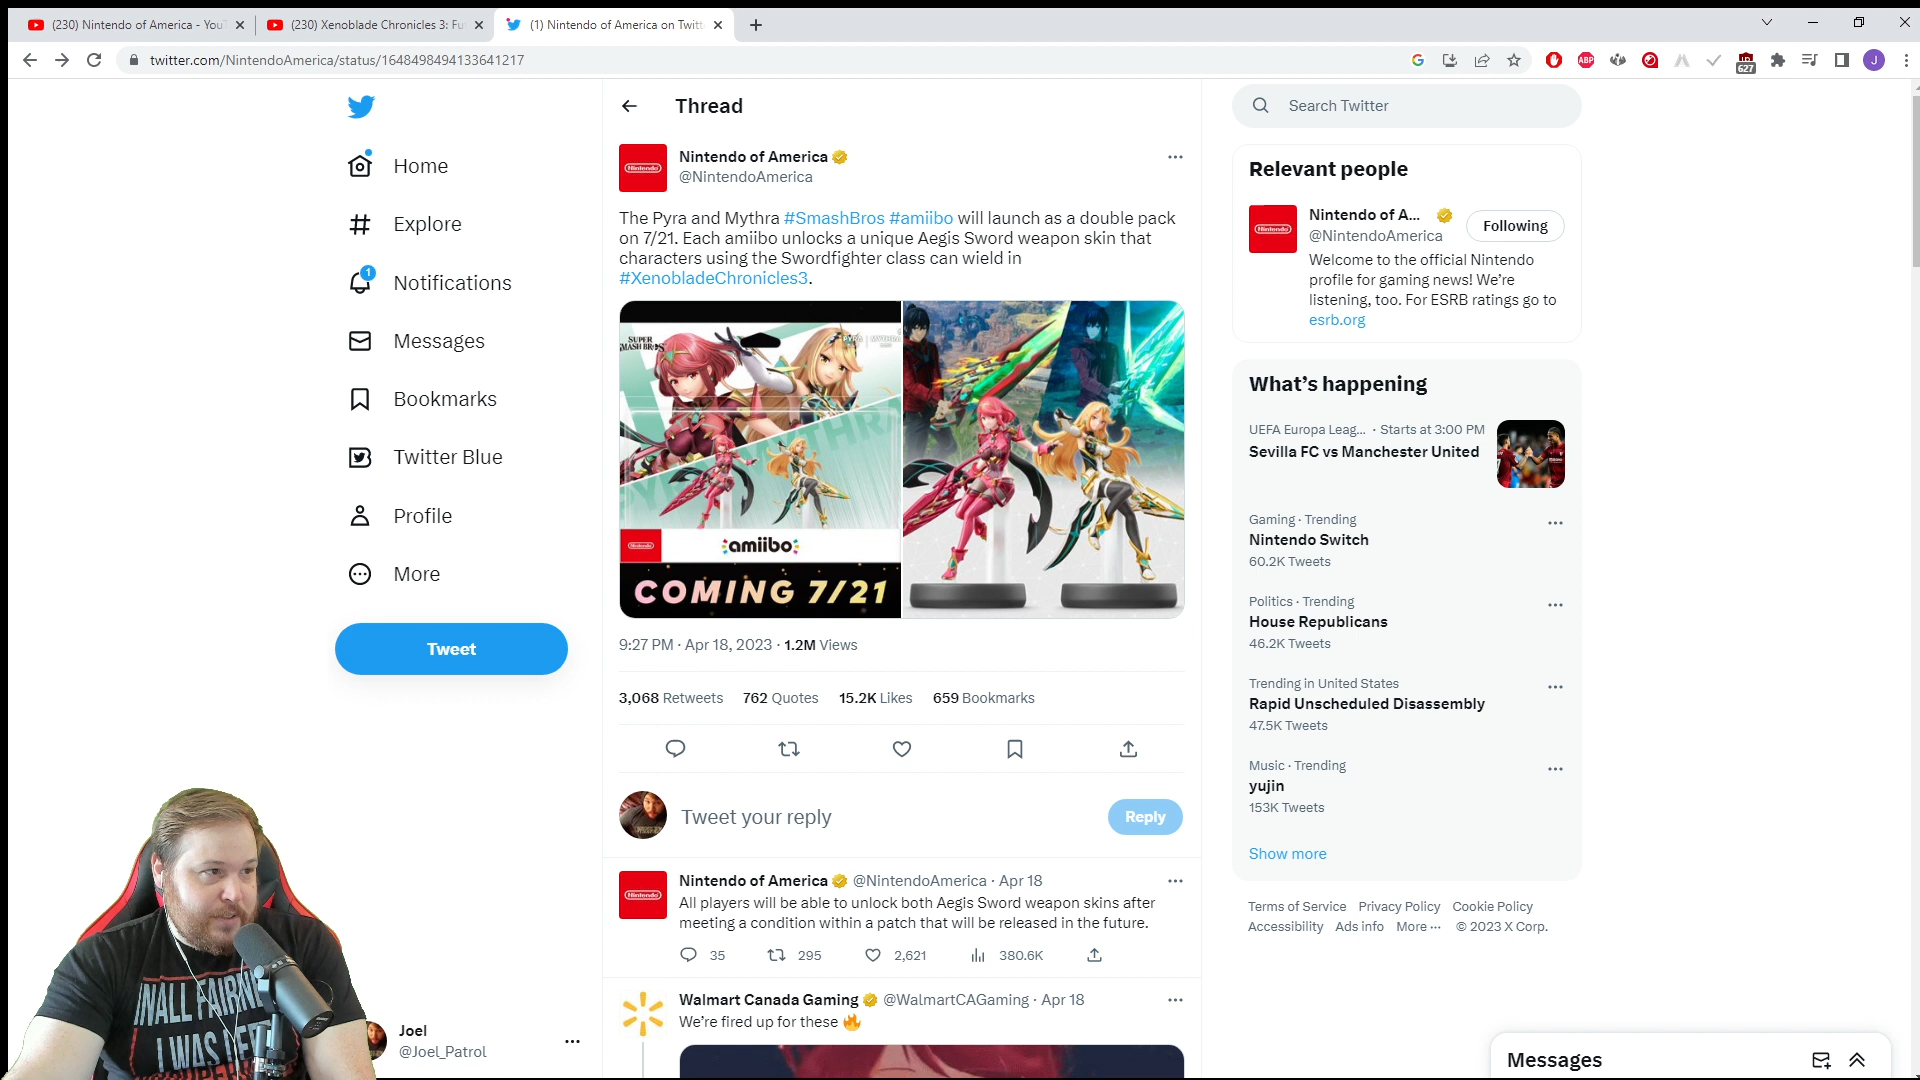 (230) Nintendo of America - You
(230) Xenoblade Chronicles 3: Fu
(1) Nintendo of America on Twitt
twitter.com/NintendoAmerica/status/1648498494133641217
ABP
627
J
Home
Explore
1
Notifications
Messages
Bookmarks
Twitter Blue
Profile
More
Tweet
Joel
@Joel_Patrol
Thread
Nintendo
Nintendo of America
@NintendoAmerica
The Pyra and Mythra #SmashBros #amiibo will launch as a double pack
on 7/21. Each amiibo unlocks a unique Aegis Sword weapon skin that
characters using the Swordfighter class can wield in
#XenobladeChronicles3.
SUPER
SMASH BROS.
Nintendo
amiibo
COMING 7/21
9:27 PM · Apr 18, 2023 · 1.2M Views
3,068 Retweets 762 Quotes 15.2K Likes 659 Bookmarks
Tweet your reply
Reply
Nintendo
Nintendo of America @NintendoAmerica · Apr 18
All players will be able to unlock both Aegis Sword weapon skins after
meeting a condition within a patch that will be released in the future.
35 295 2,621 380.6K
Walmart Canada Gaming @WalmartCAGaming · Apr 18
We're fired up for these 🔥
Search Twitter
Relevant people
Nintendo
Nintendo of A...
@NintendoAmerica
Following
Welcome to the official Nintendo
profile for gaming news! We're
listening, too. For ESRB ratings go to
esrb.org
What's happening
UEFA Europa Leag... · Starts at 3:00 PM
Sevilla FC vs Manchester United
Gaming · Trending
Nintendo Switch
60.2K Tweets
Politics · Trending
House Republicans
46.2K Tweets
Trending in United States
Rapid Unscheduled Disassembly
47.5K Tweets
Music · Trending
yujin
153K Tweets
Show more
Terms of Service Privacy Policy Cookie Policy
Accessibility Ads info More ··· © 2023 X Corp.
Messages